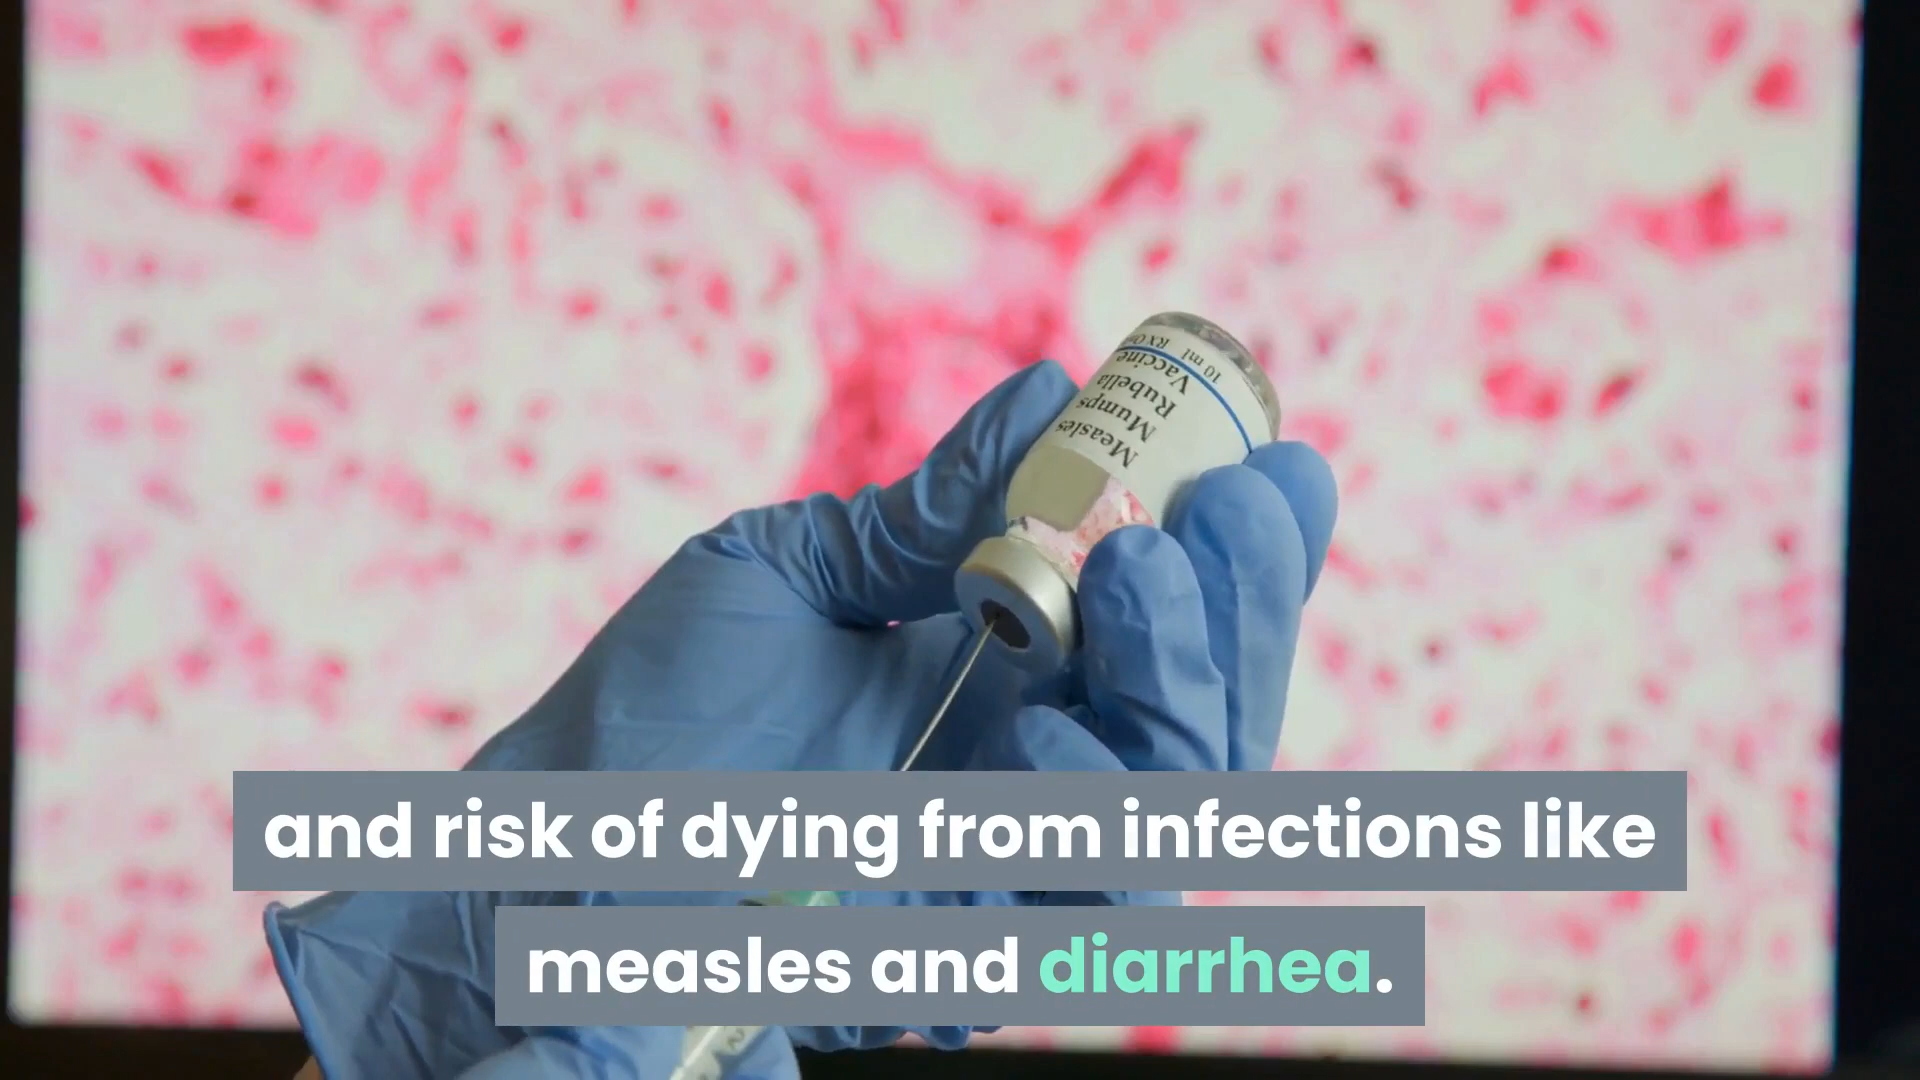 and risk of dying from infections like
measles and diarrhea.
Measles
Mumps
Rubella
Vaccine
10 ml